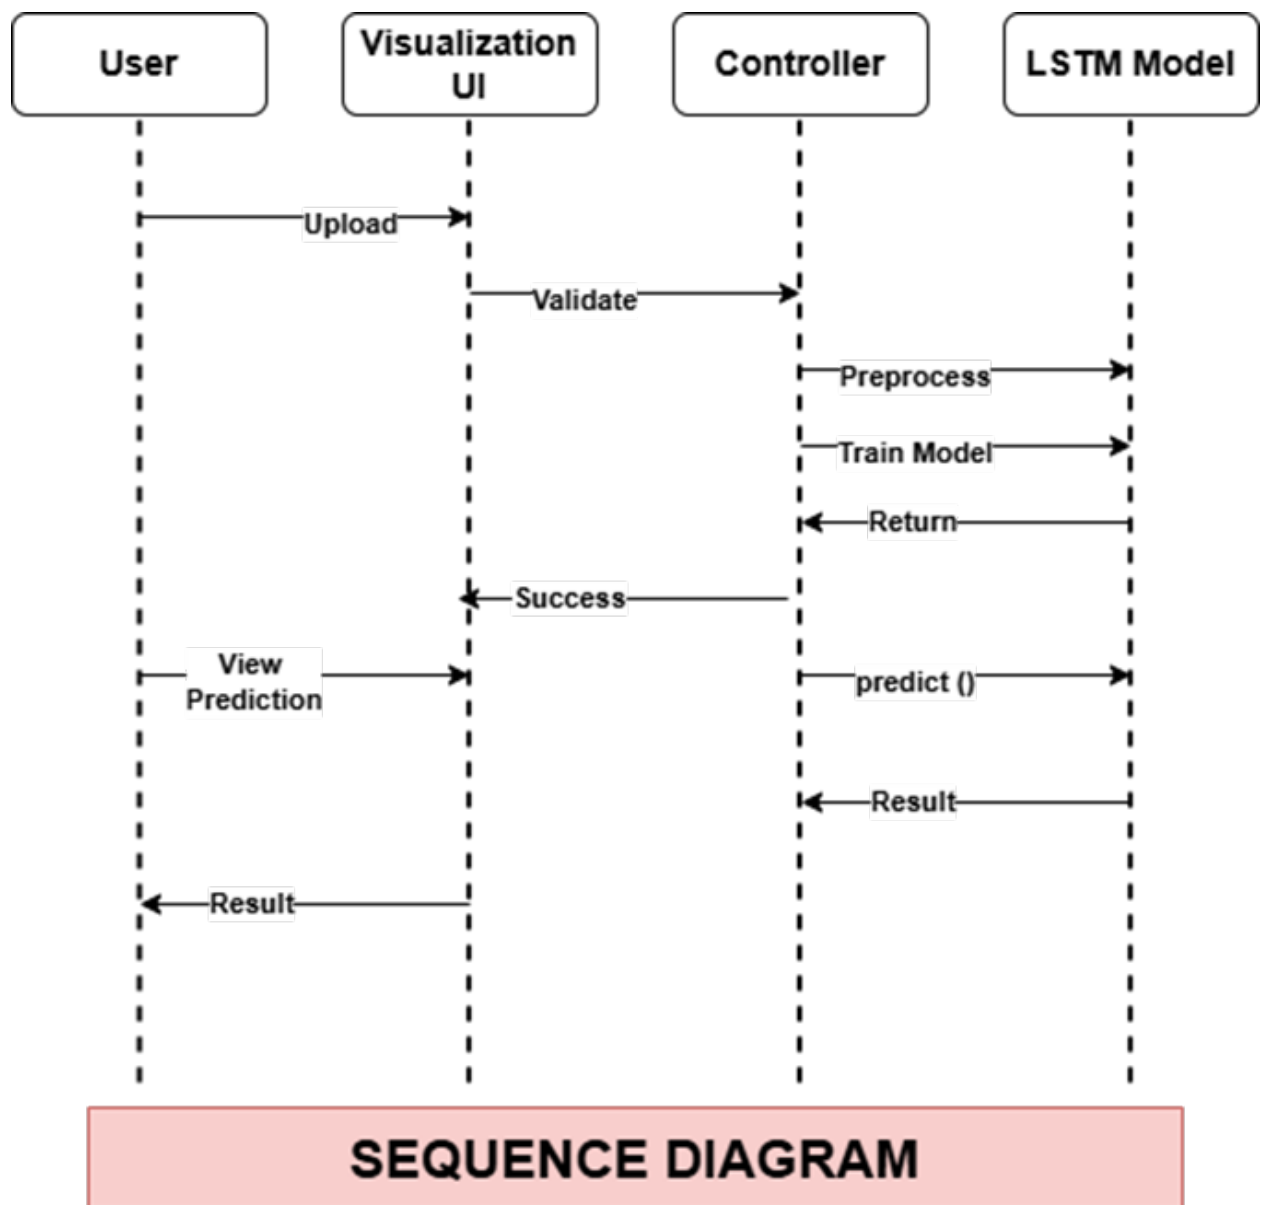 User
Visualization
UI
Controller
LSTM Model
Upload
Validate
Preprocess
Train Model
Return
Success
View
Prediction
predict ()
Result
Result
SEQUENCE DIAGRAM